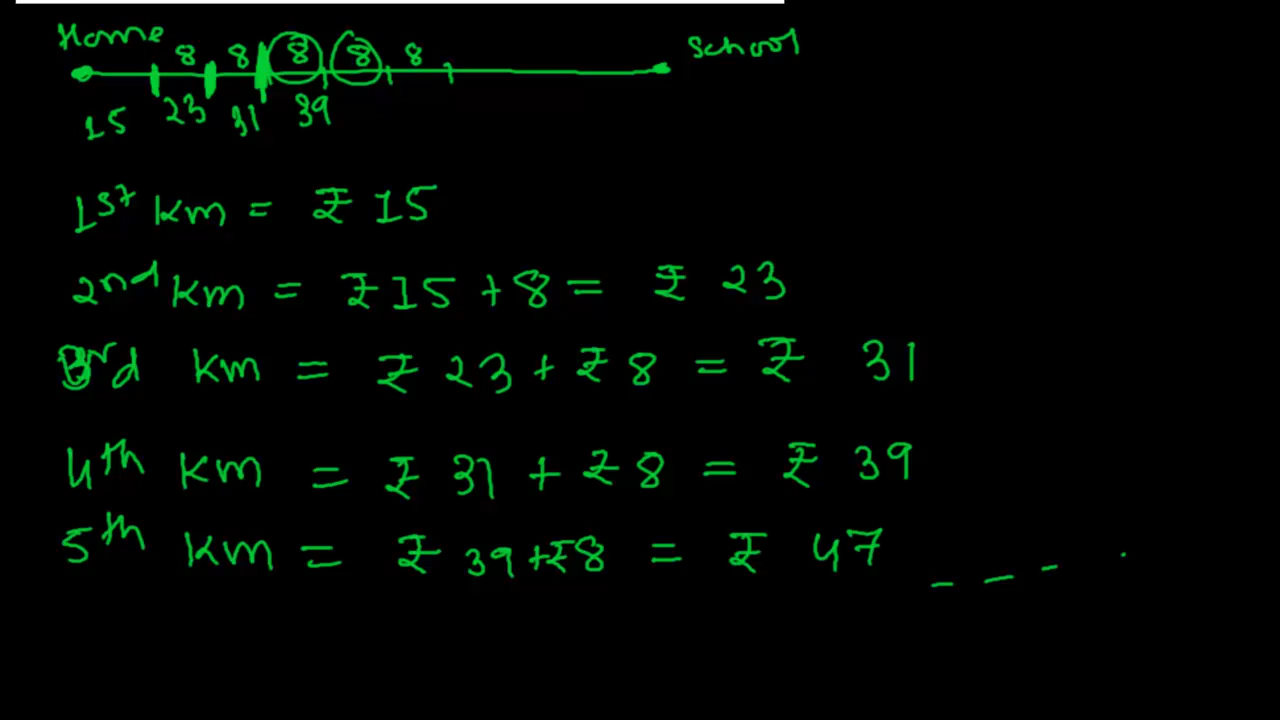 Home 8 8 8 8 8 School
15 23 31 39
1st km = ₹ 15
2nd km = ₹ 15 + 8 = ₹ 23
3rd km = ₹ 23 + ₹ 8 = ₹ 31
4th km = ₹ 31 + ₹ 8 = ₹ 39
5th km = ₹ 39 + ₹ 8 = ₹ 47 _ _ _ .